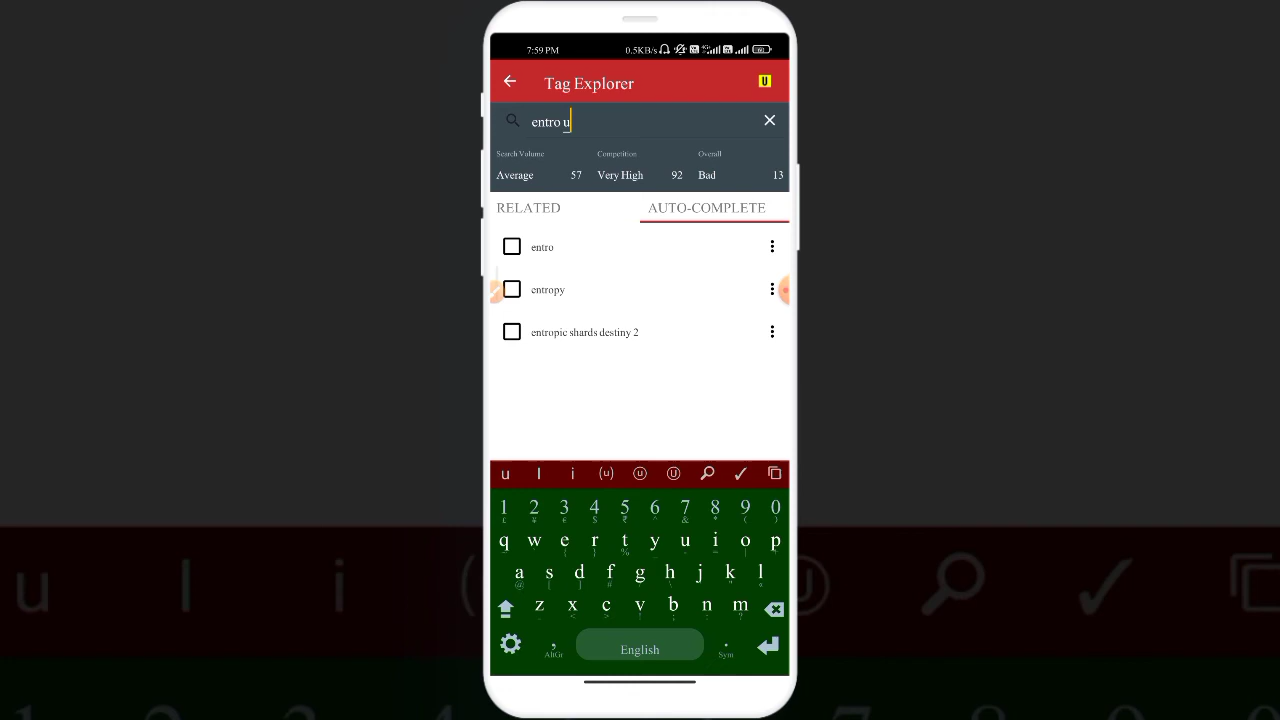 7:59 PM 0.5KB/s
Tag Explorer U
entro u
Search Volume Competition Overall
Average 57 Very High 92 Bad 13
RELATED AUTO-COMPLETE
entro
entropy
entropic shards destiny 2
u l i (u) ⓤ Ⓤ
1 2 3 4 5 6 7 8 9 0
q w e r t y u i o p
a s d f g h j k l
z x c v b n m
, AltGr English . Sym